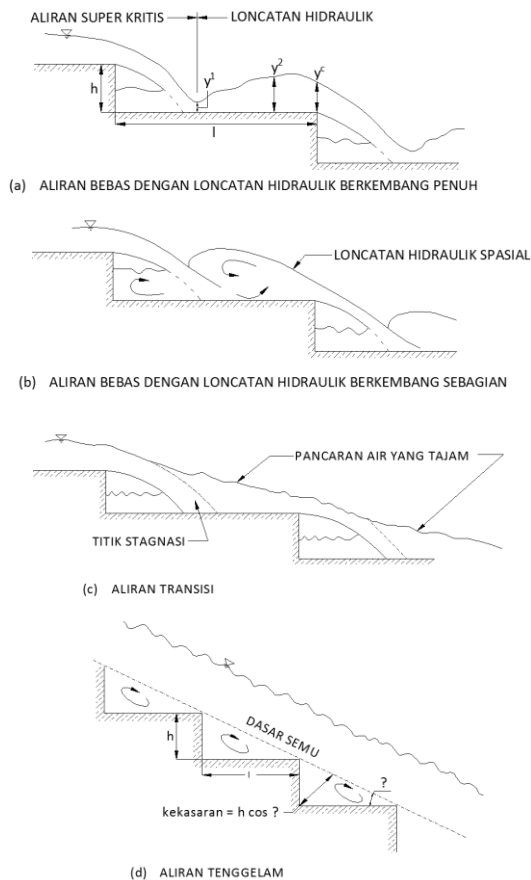 ALIRAN SUPER KRITIS LONCATAN HIDRAULIK
h y¹ y² yᶜ
l
(a) ALIRAN BEBAS DENGAN LONCATAN HIDRAULIK BERKEMBANG PENUH
LONCATAN HIDRAULIK SPASIAL
(b) ALIRAN BEBAS DENGAN LONCATAN HIDRAULIK BERKEMBANG SEBAGIAN
PANCARAN AIR YANG TAJAM
TITIK STAGNASI
(c) ALIRAN TRANSISI
DASAR SEMU
h
l
?
kekasaran = h cos ?
(d) ALIRAN TENGGELAM